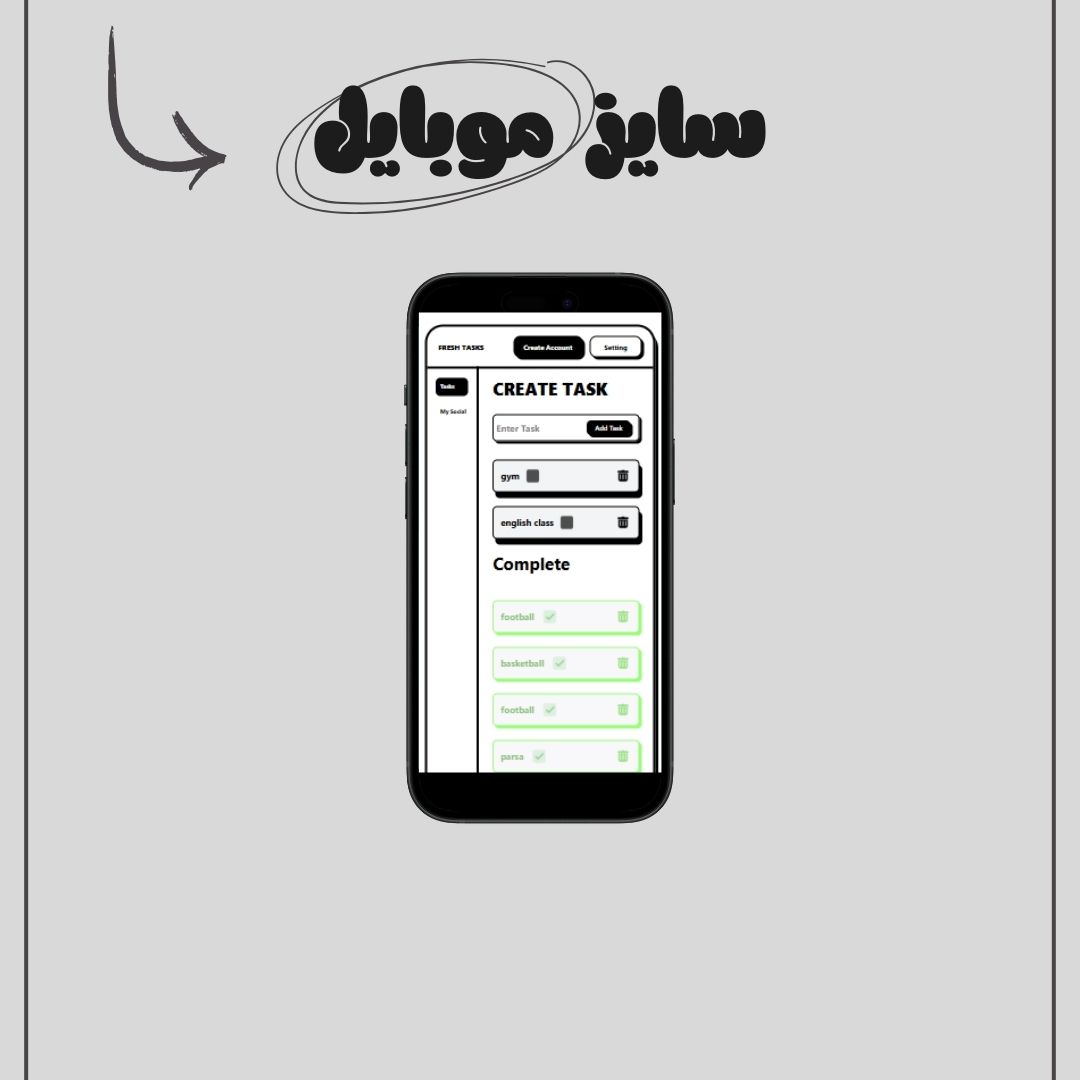 سایز موبایل
FRESH TASKS
Create Account
Setting
Tasks
My Social
CREATE TASK
Enter Task
Add Task
gym
english class
Complete
football
basketball
football
parsa